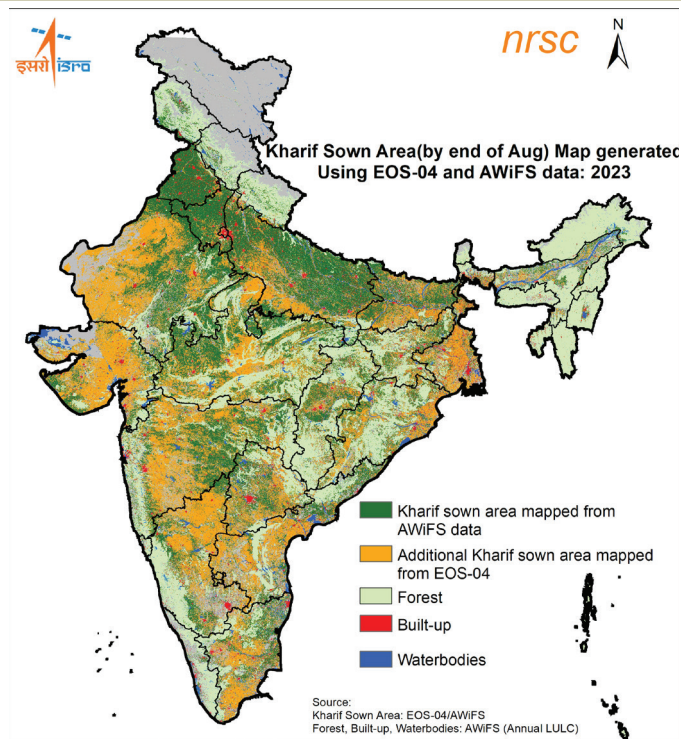 इसरो isro
nrsc
N
Kharif Sown Area(by end of Aug) Map generated
Using EOS-04 and AWiFS data: 2023
Kharif sown area mapped from
AWiFS data
Additional Kharif sown area mapped
from EOS-04
Forest
Built-up
Waterbodies
Source:
Kharif Sown Area: EOS-04/AWiFS
Forest, Built-up, Waterbodies: AWiFS (Annual LULC)